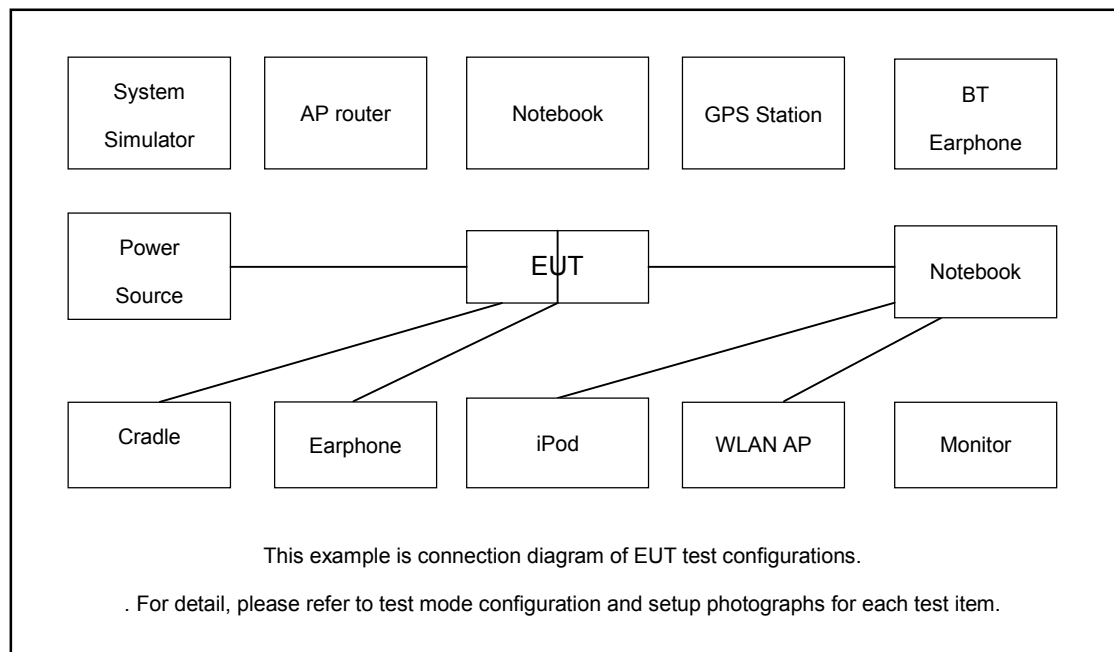 System
Simulator
AP router
Notebook
GPS Station
BT
Earphone
Power
Source
EUT
Notebook
Cradle
Earphone
iPod
WLAN AP
Monitor
This example is connection diagram of EUT test configurations.
. For detail, please refer to test mode configuration and setup photographs for each test item.